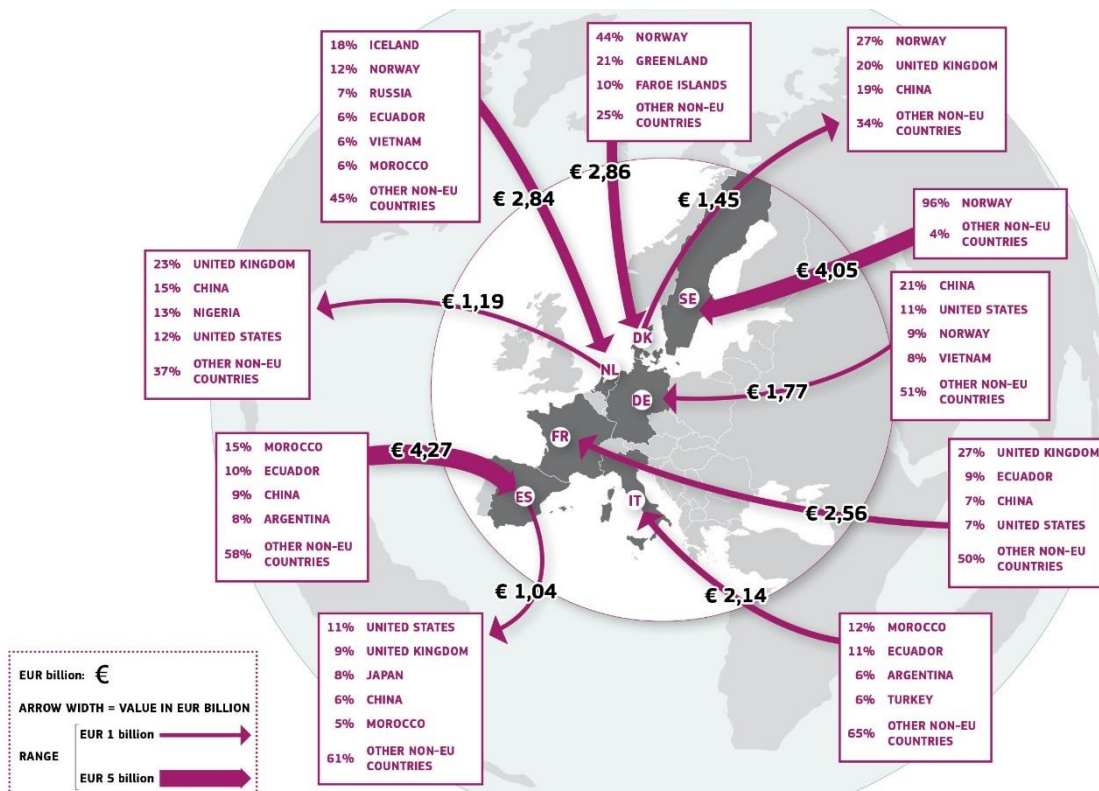 18% ICELAND
12% NORWAY
7% RUSSIA
6% ECUADOR
6% VIETNAM
6% MOROCCO
45% OTHER NON-EU
COUNTRIES
44% NORWAY
21% GREENLAND
10% FAROE ISLANDS
25% OTHER NON-EU
COUNTRIES
27% NORWAY
20% UNITED KINGDOM
19% CHINA
34% OTHER NON-EU
COUNTRIES
€ 2,84
€ 2,86
€ 1,45
96% NORWAY
4% OTHER NON-EU
COUNTRIES
€ 4,05
23% UNITED KINGDOM
15% CHINA
13% NIGERIA
12% UNITED STATES
37% OTHER NON-EU
COUNTRIES
€ 1,19
SE
DK
NL
DE
€ 1,77
21% CHINA
11% UNITED STATES
9% NORWAY
8% VIETNAM
51% OTHER NON-EU
COUNTRIES
15% MOROCCO
10% ECUADOR
9% CHINA
8% ARGENTINA
58% OTHER NON-EU
COUNTRIES
€ 4,27
FR
ES
IT
€ 2,56
27% UNITED KINGDOM
9% ECUADOR
7% CHINA
7% UNITED STATES
50% OTHER NON-EU
COUNTRIES
€ 1,04
€ 2,14
11% UNITED STATES
9% UNITED KINGDOM
8% JAPAN
6% CHINA
5% MOROCCO
61% OTHER NON-EU
COUNTRIES
12% MOROCCO
11% ECUADOR
6% ARGENTINA
6% TURKEY
65% OTHER NON-EU
COUNTRIES
EUR billion: €
ARROW WIDTH = VALUE IN EUR BILLION
RANGE
EUR 1 billion
EUR 5 billion